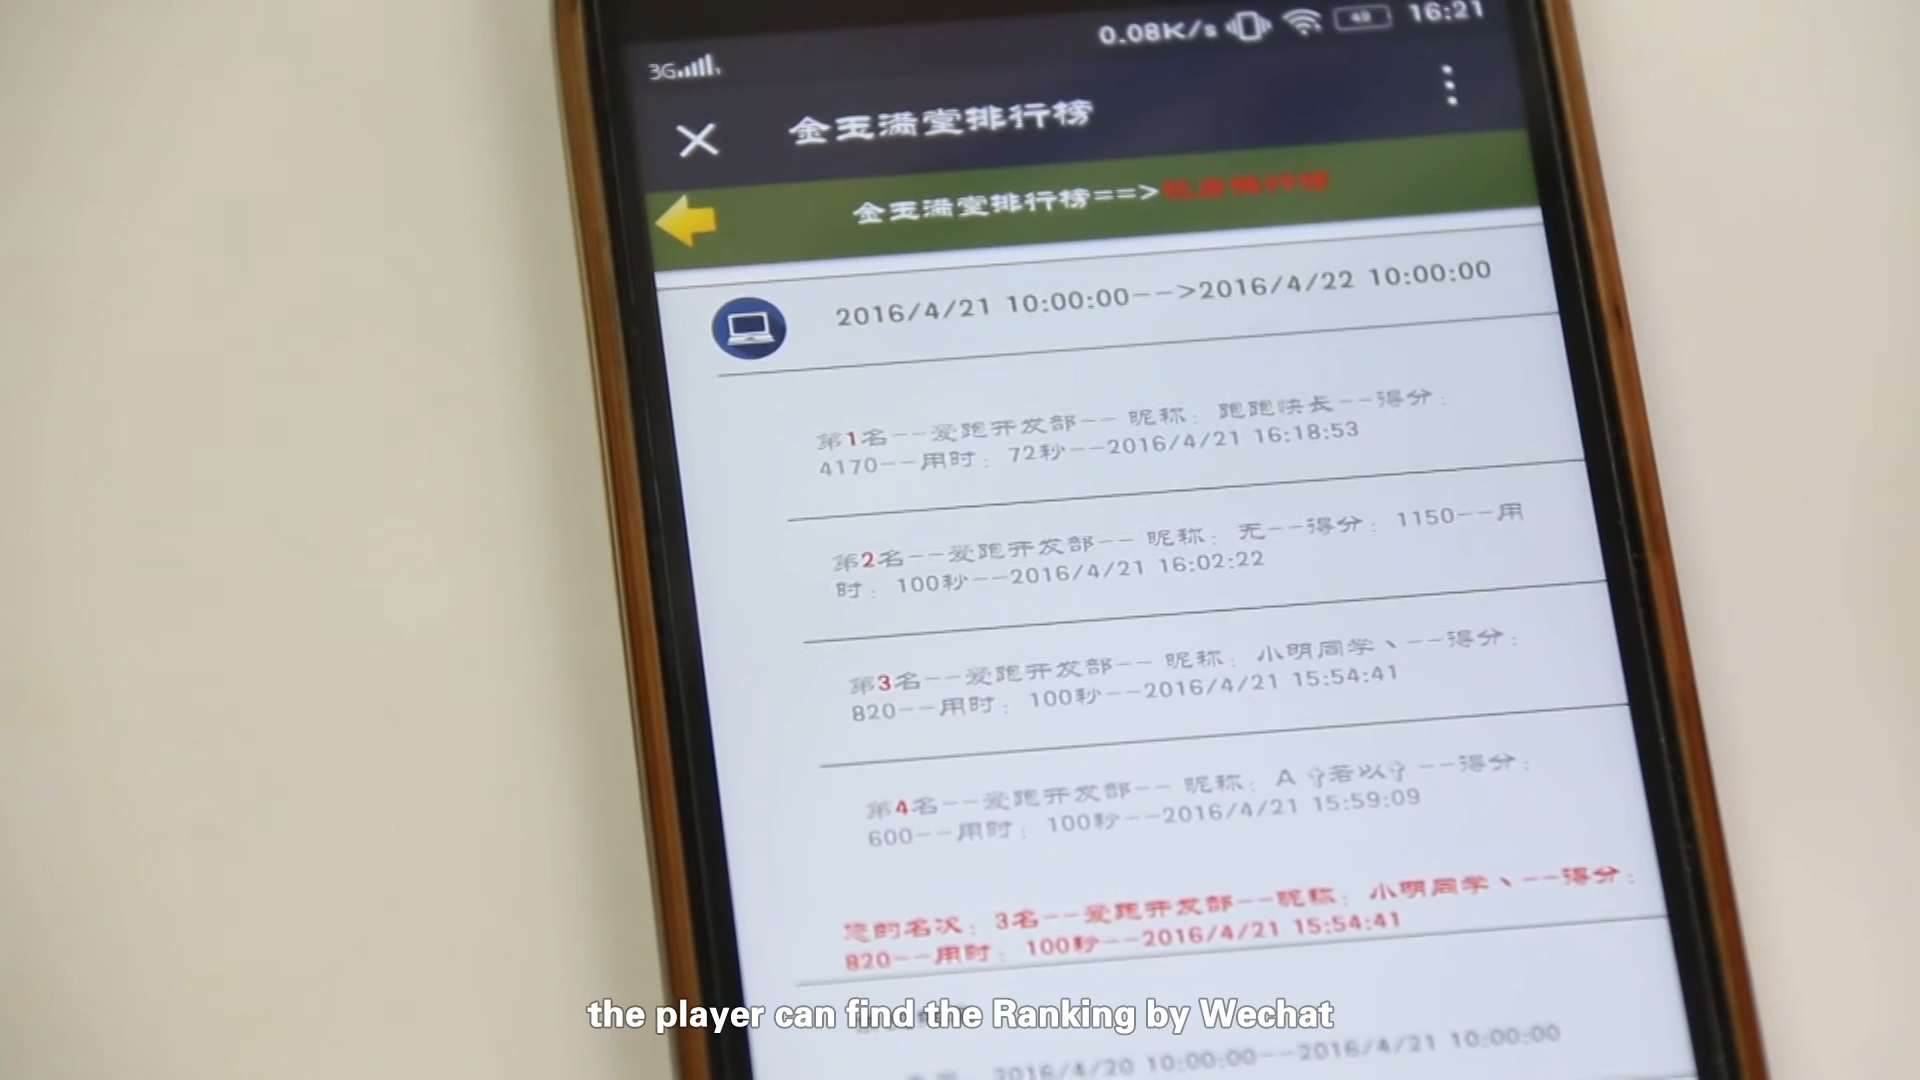 0.08K/s 49 16:21
3G
金玉满堂排行榜
金玉满堂排行榜==>
2016/4/21 10:00:00-->2016/4/22 10:00:00
第1名--爱跑开发部-- 昵称：跑跑快长--得分：
4170--用时：72秒--2016/4/21 16:18:53
第2名--爱跑开发部-- 昵称：无--得分：1150--用
时：100秒--2016/4/21 16:02:22
第3名--爱跑开发部-- 昵称：小明同学丶--得分：
820--用时：100秒--2016/4/21 15:54:41
第4名--爱跑开发部-- 昵称：A 若以 --得分：
600--用时：100秒--2016/4/21 15:59:09
您的名次：3名--爱跑开发部--昵称：小明同学丶--得分：
820--用时：100秒--2016/4/21 15:54:41
the player can find the Ranking by Wechat
2016/4/20 10:00:00--2016/4/21 10:00:00